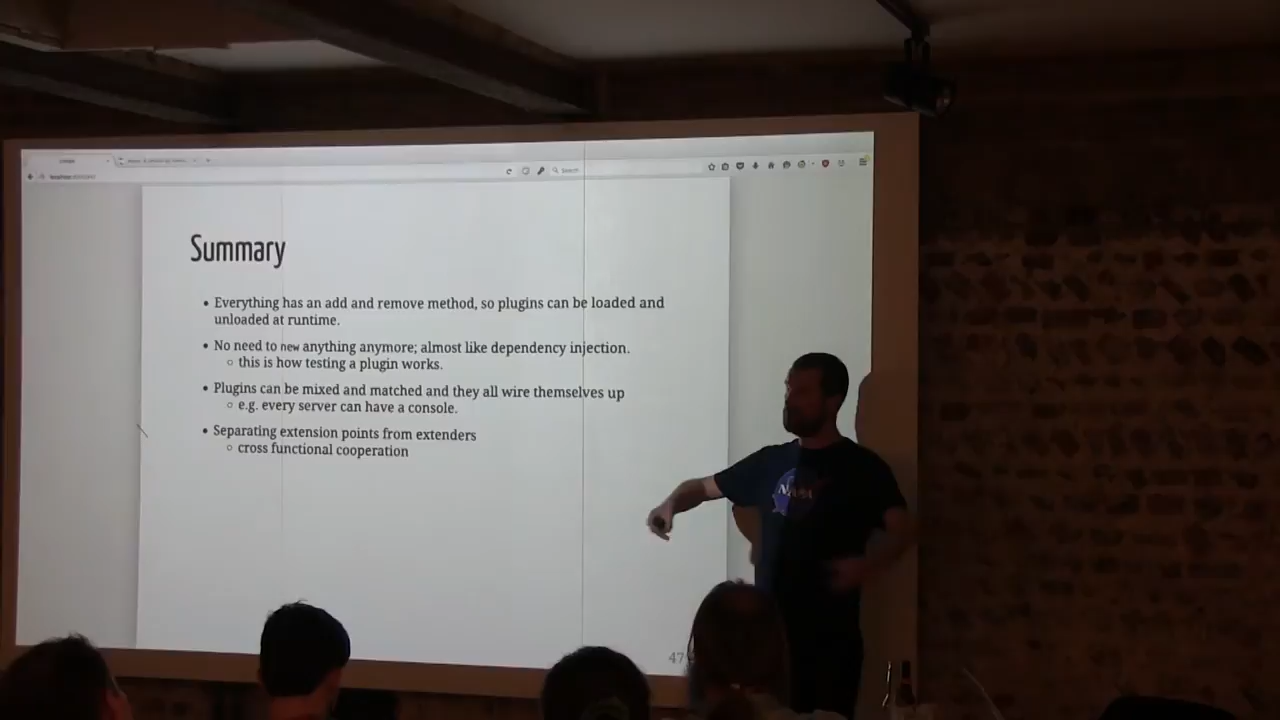 Search
Summary
• Everything has an add and remove method, so plugins can be loaded and
unloaded at runtime.
• No need to new anything anymore; almost like dependency injection.
○ this is how testing a plugin works.
• Plugins can be mixed and matched and they all wire themselves up
○ e.g. every server can have a console.
• Separating extension points from extenders
○ cross functional cooperation
NASA
47